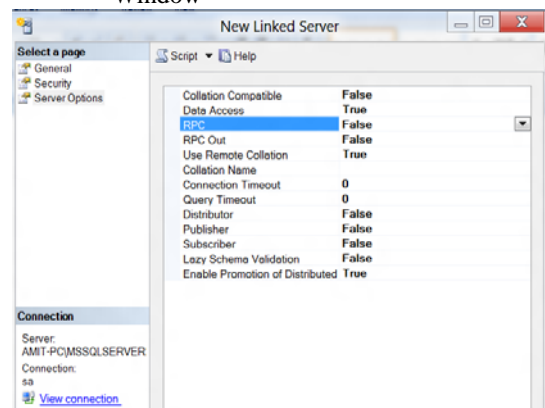 Window
New Linked Server
Select a page
General
Security
Server Options
Script Help
Collation Compatible False
Data Access True
RPC False
RPC Out False
Use Remote Collation True
Collation Name
Connection Timeout 0
Query Timeout 0
Distributor False
Publisher False
Subscriber False
Lazy Schema Validation False
Enable Promotion of Distributed True
Connection
Server:
AMIT-PC\MSSQLSERVER
Connection:
sa
View connection